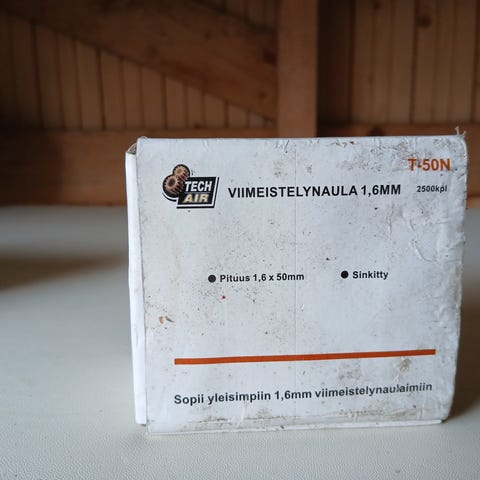 T-50N
TECH
AIR
VIIMEISTELYNAULA 1,6MM
2500kpl
● Pituus 1,6 x 50mm
● Sinkitty
Sopii yleisimpiin 1,6mm viimeistelynaulaimiin